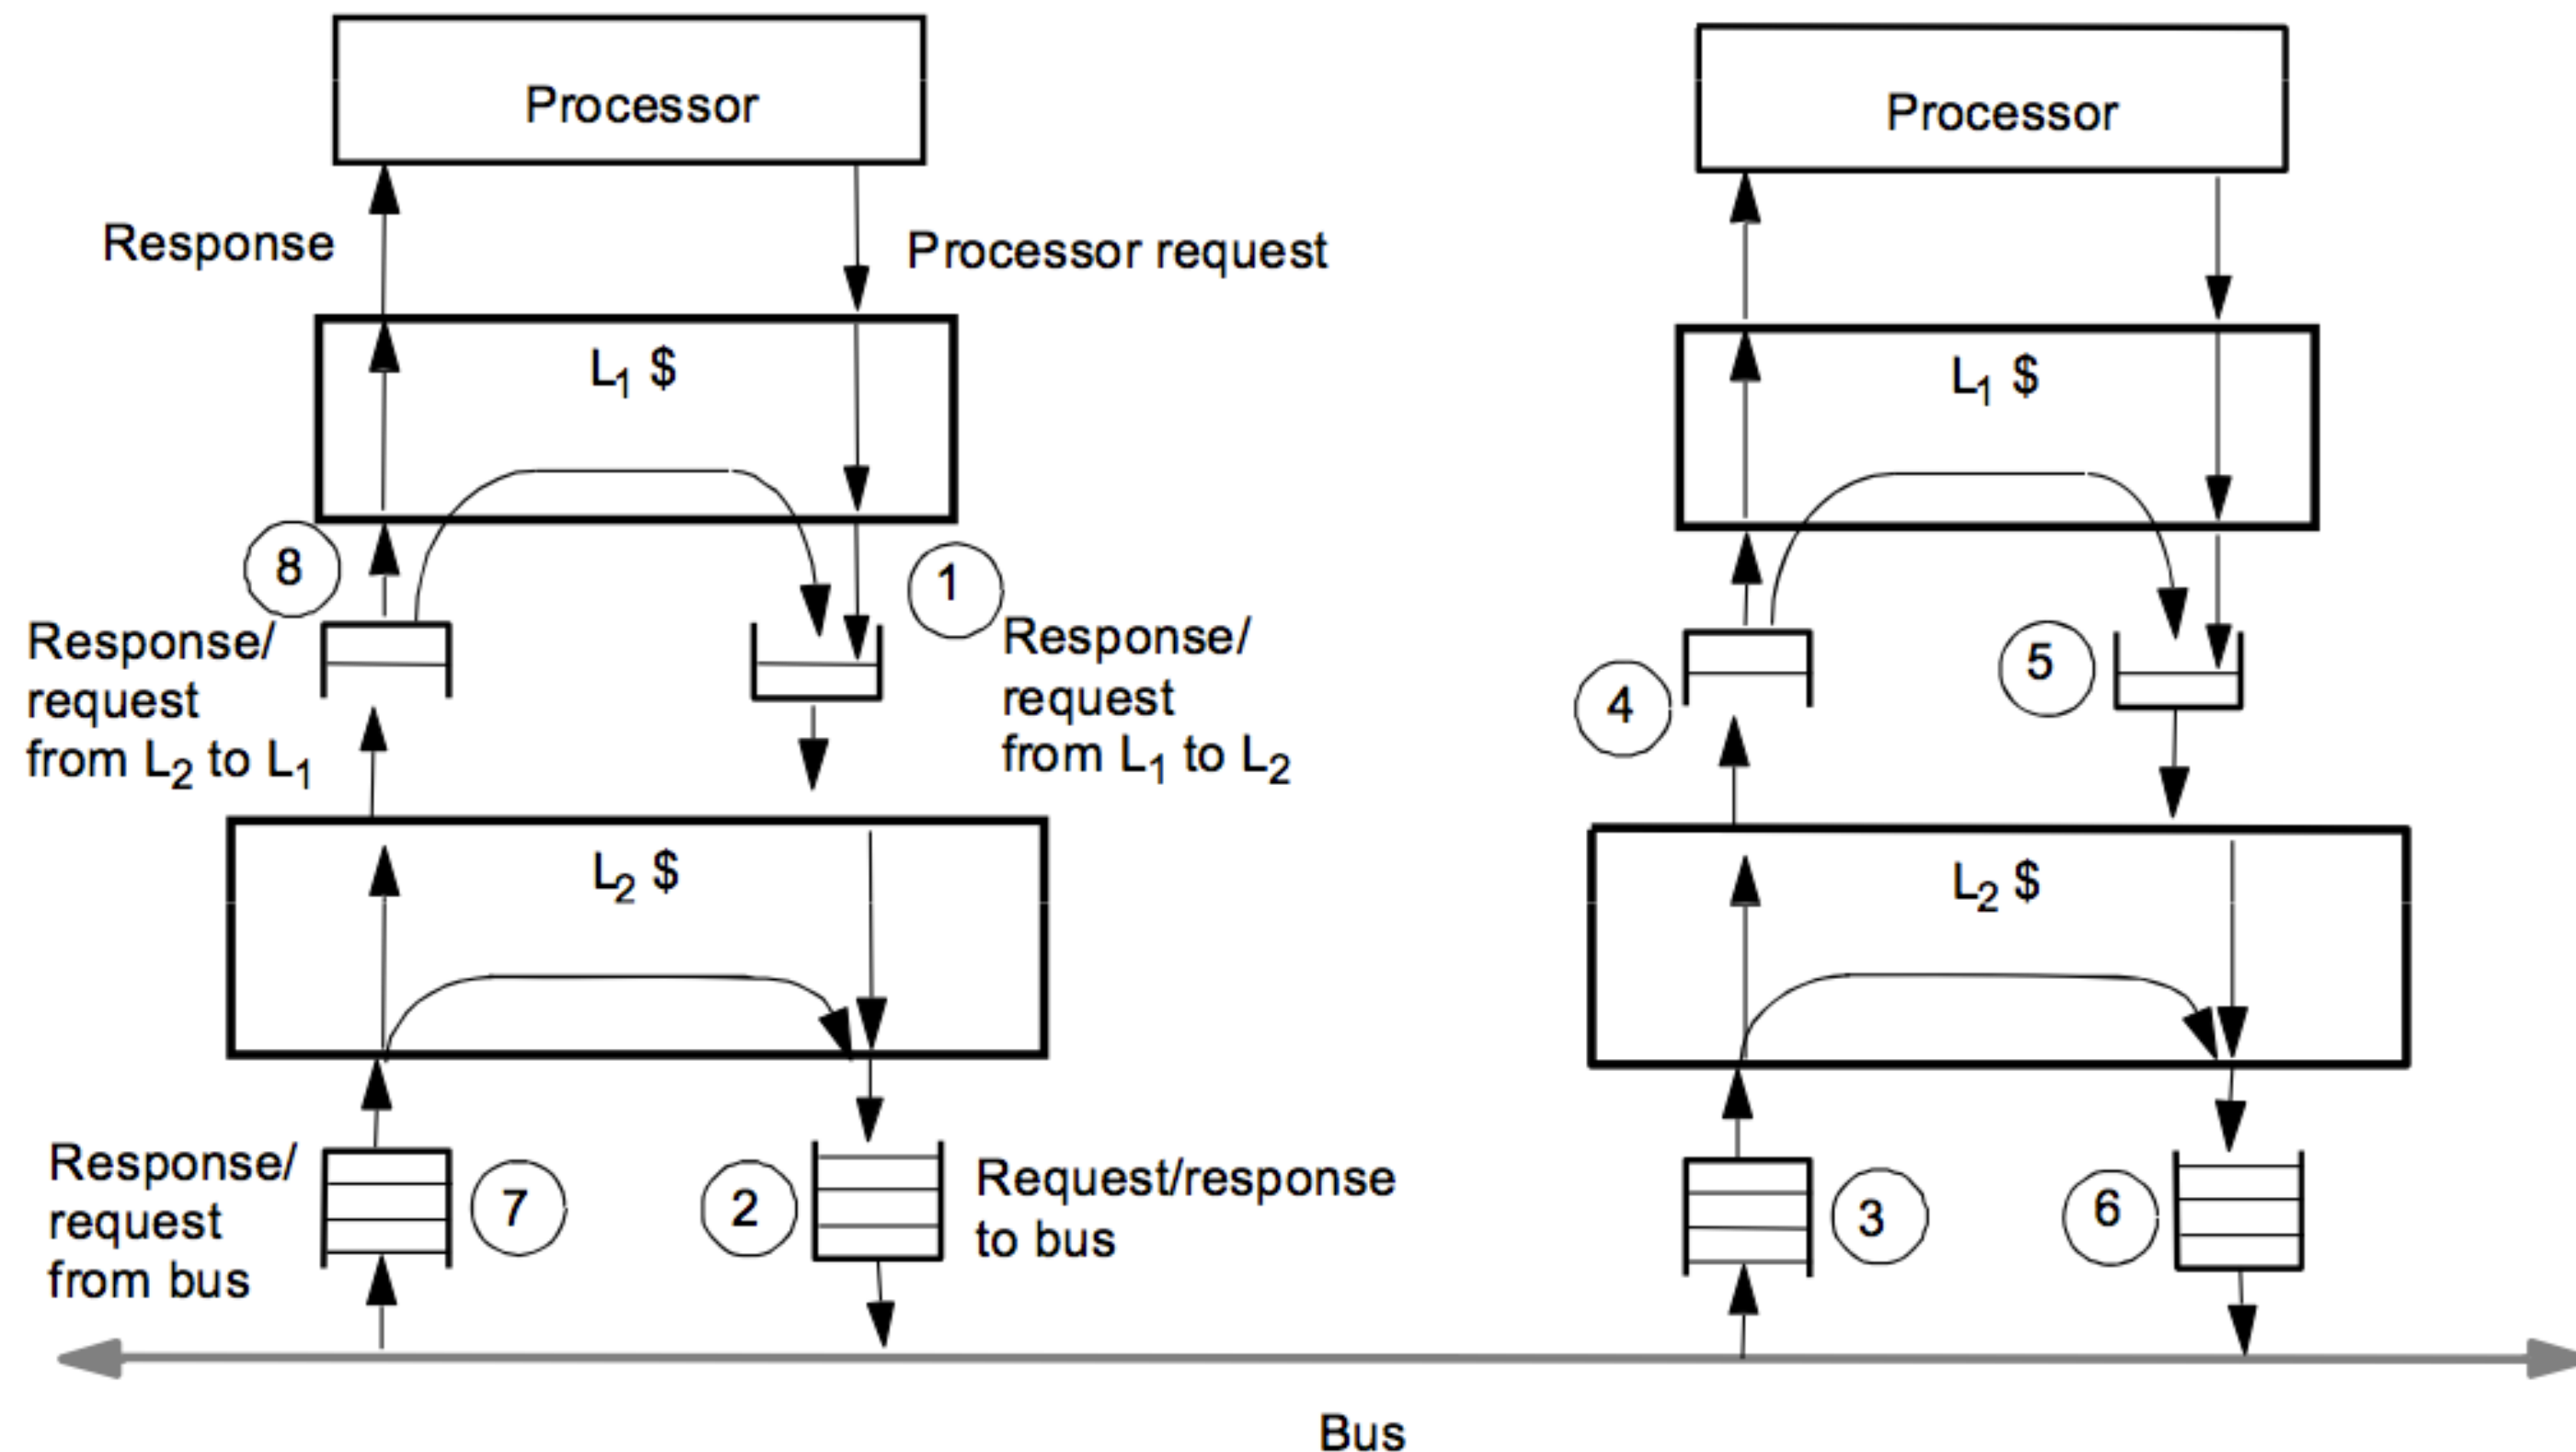 Processor
Processor
Response
Processor request
L1 $
L1 $
8
1
Response/
request
from L2 to L1
Response/
request
from L1 to L2
4
5
L2 $
L2 $
Response/
request
from bus
7
2
Request/response
to bus
3
6
Bus